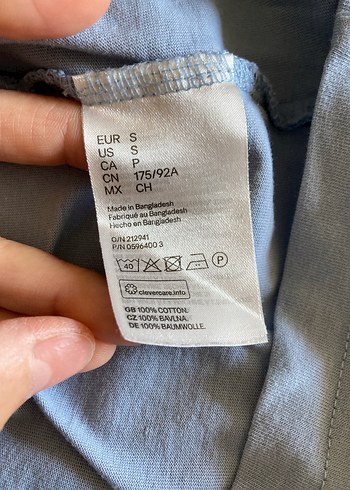 EUR S
US S
CA P
CN 175/92A
MX CH
Made in Bangladesh
Fabriqué au Bangladesh
Hecho en Bangladesh
O/N 212941
P/N 0596400 3
40 P
clevercare.info
GB 100% COTTON.
CZ 100% BAVLNA.
DE 100% BAUMWOLLE.